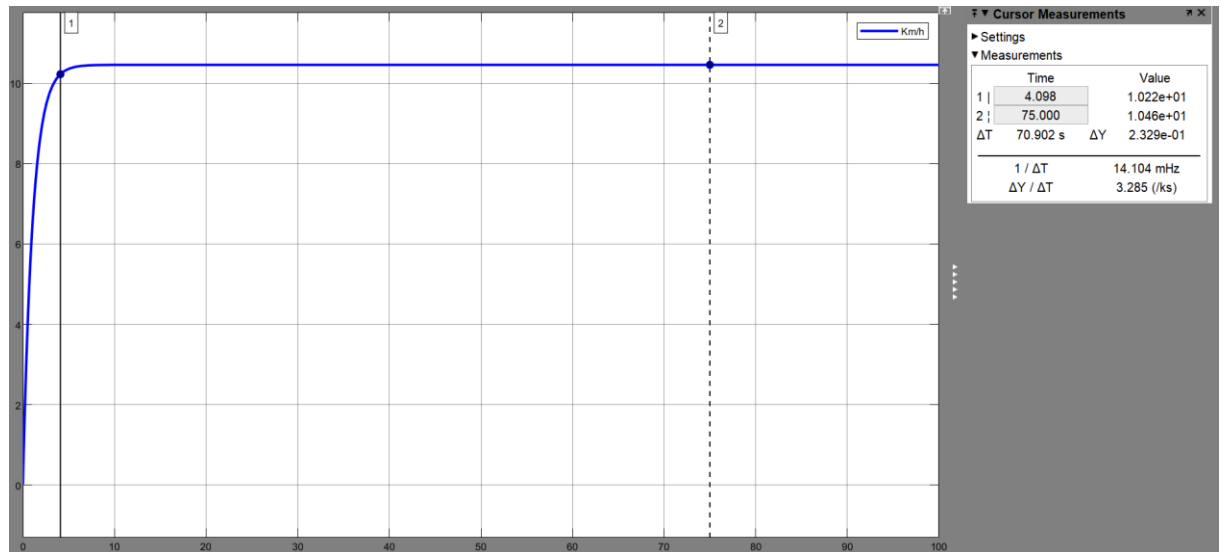 1
2
Km/h
10
8
6
4
2
0
0 10 20 30 40 50 60 70 80 90 100
Cursor Measurements
Settings
Measurements
Time Value
1 | 4.098 1.022e+01
2 ¦ 75.000 1.046e+01
ΔT 70.902 s ΔY 2.329e-01
1 / ΔT 14.104 mHz
ΔY / ΔT 3.285 (/ks)